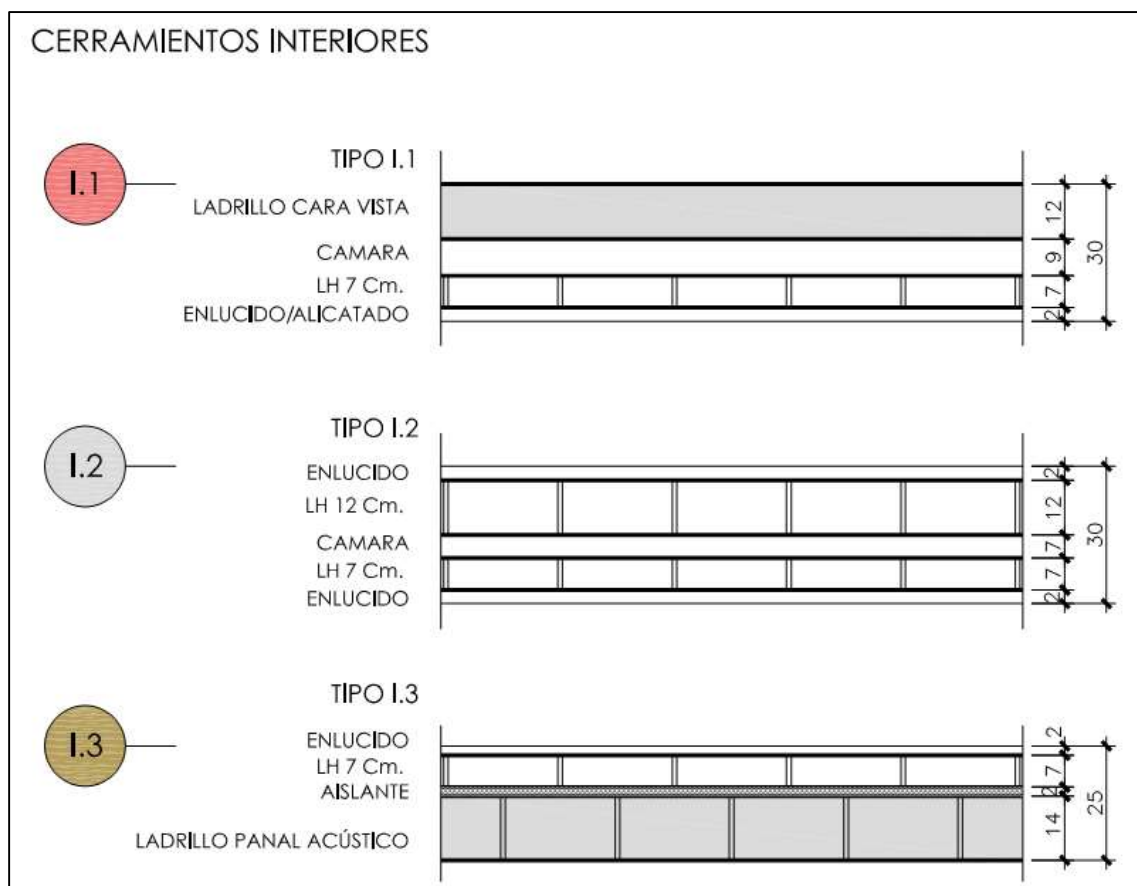 CERRAMIENTOS INTERIORES
TIPO I.1
I.1
LADRILLO CARA VISTA
CAMARA
LH 7 Cm.
ENLUCIDO/ALICATADO
12
9
7
2
30
TIPO I.2
I.2
ENLUCIDO
LH 12 Cm.
CAMARA
LH 7 Cm.
ENLUCIDO
2
12
7
7
2
30
TIPO I.3
I.3
ENLUCIDO
LH 7 Cm.
AISLANTE
LADRILLO PANAL ACÚSTICO
2
7
2
14
25